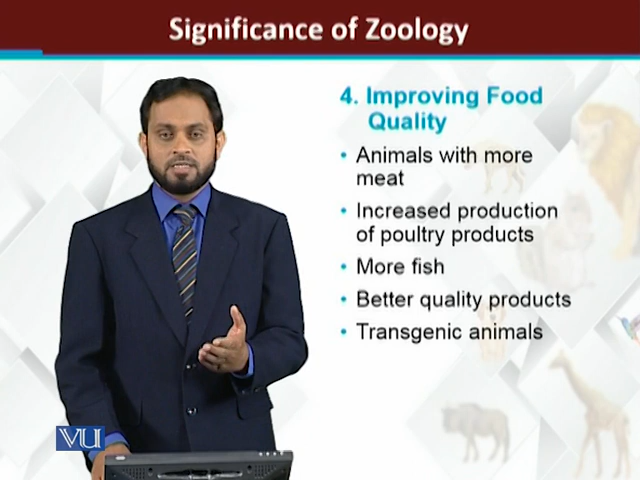 Significance of Zoology
4. Improving Food
Quality
• Animals with more
meat
• Increased production
of poultry products
• More fish
• Better quality products
• Transgenic animals
VU